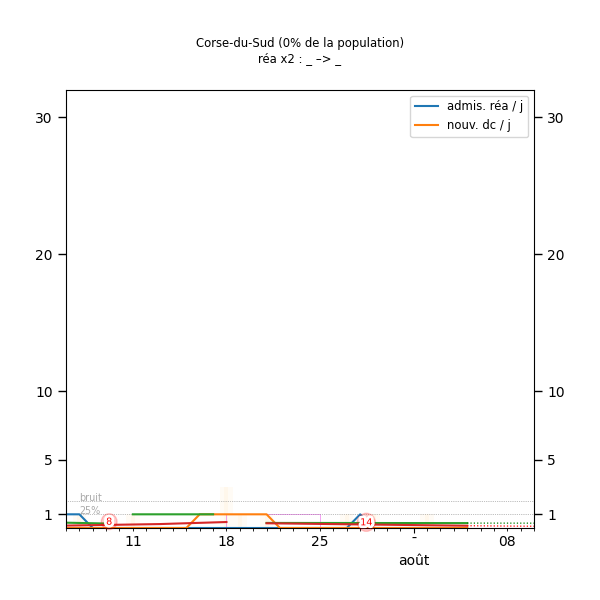 Corse-du-Sud (0% de la population)
réa x2 : _ –> _
admis. réa / j
nouv. dc / j
30 30
20 20
10 10
5 5
bruit
25%
1 1
8 14
11 18 25 - 08
août